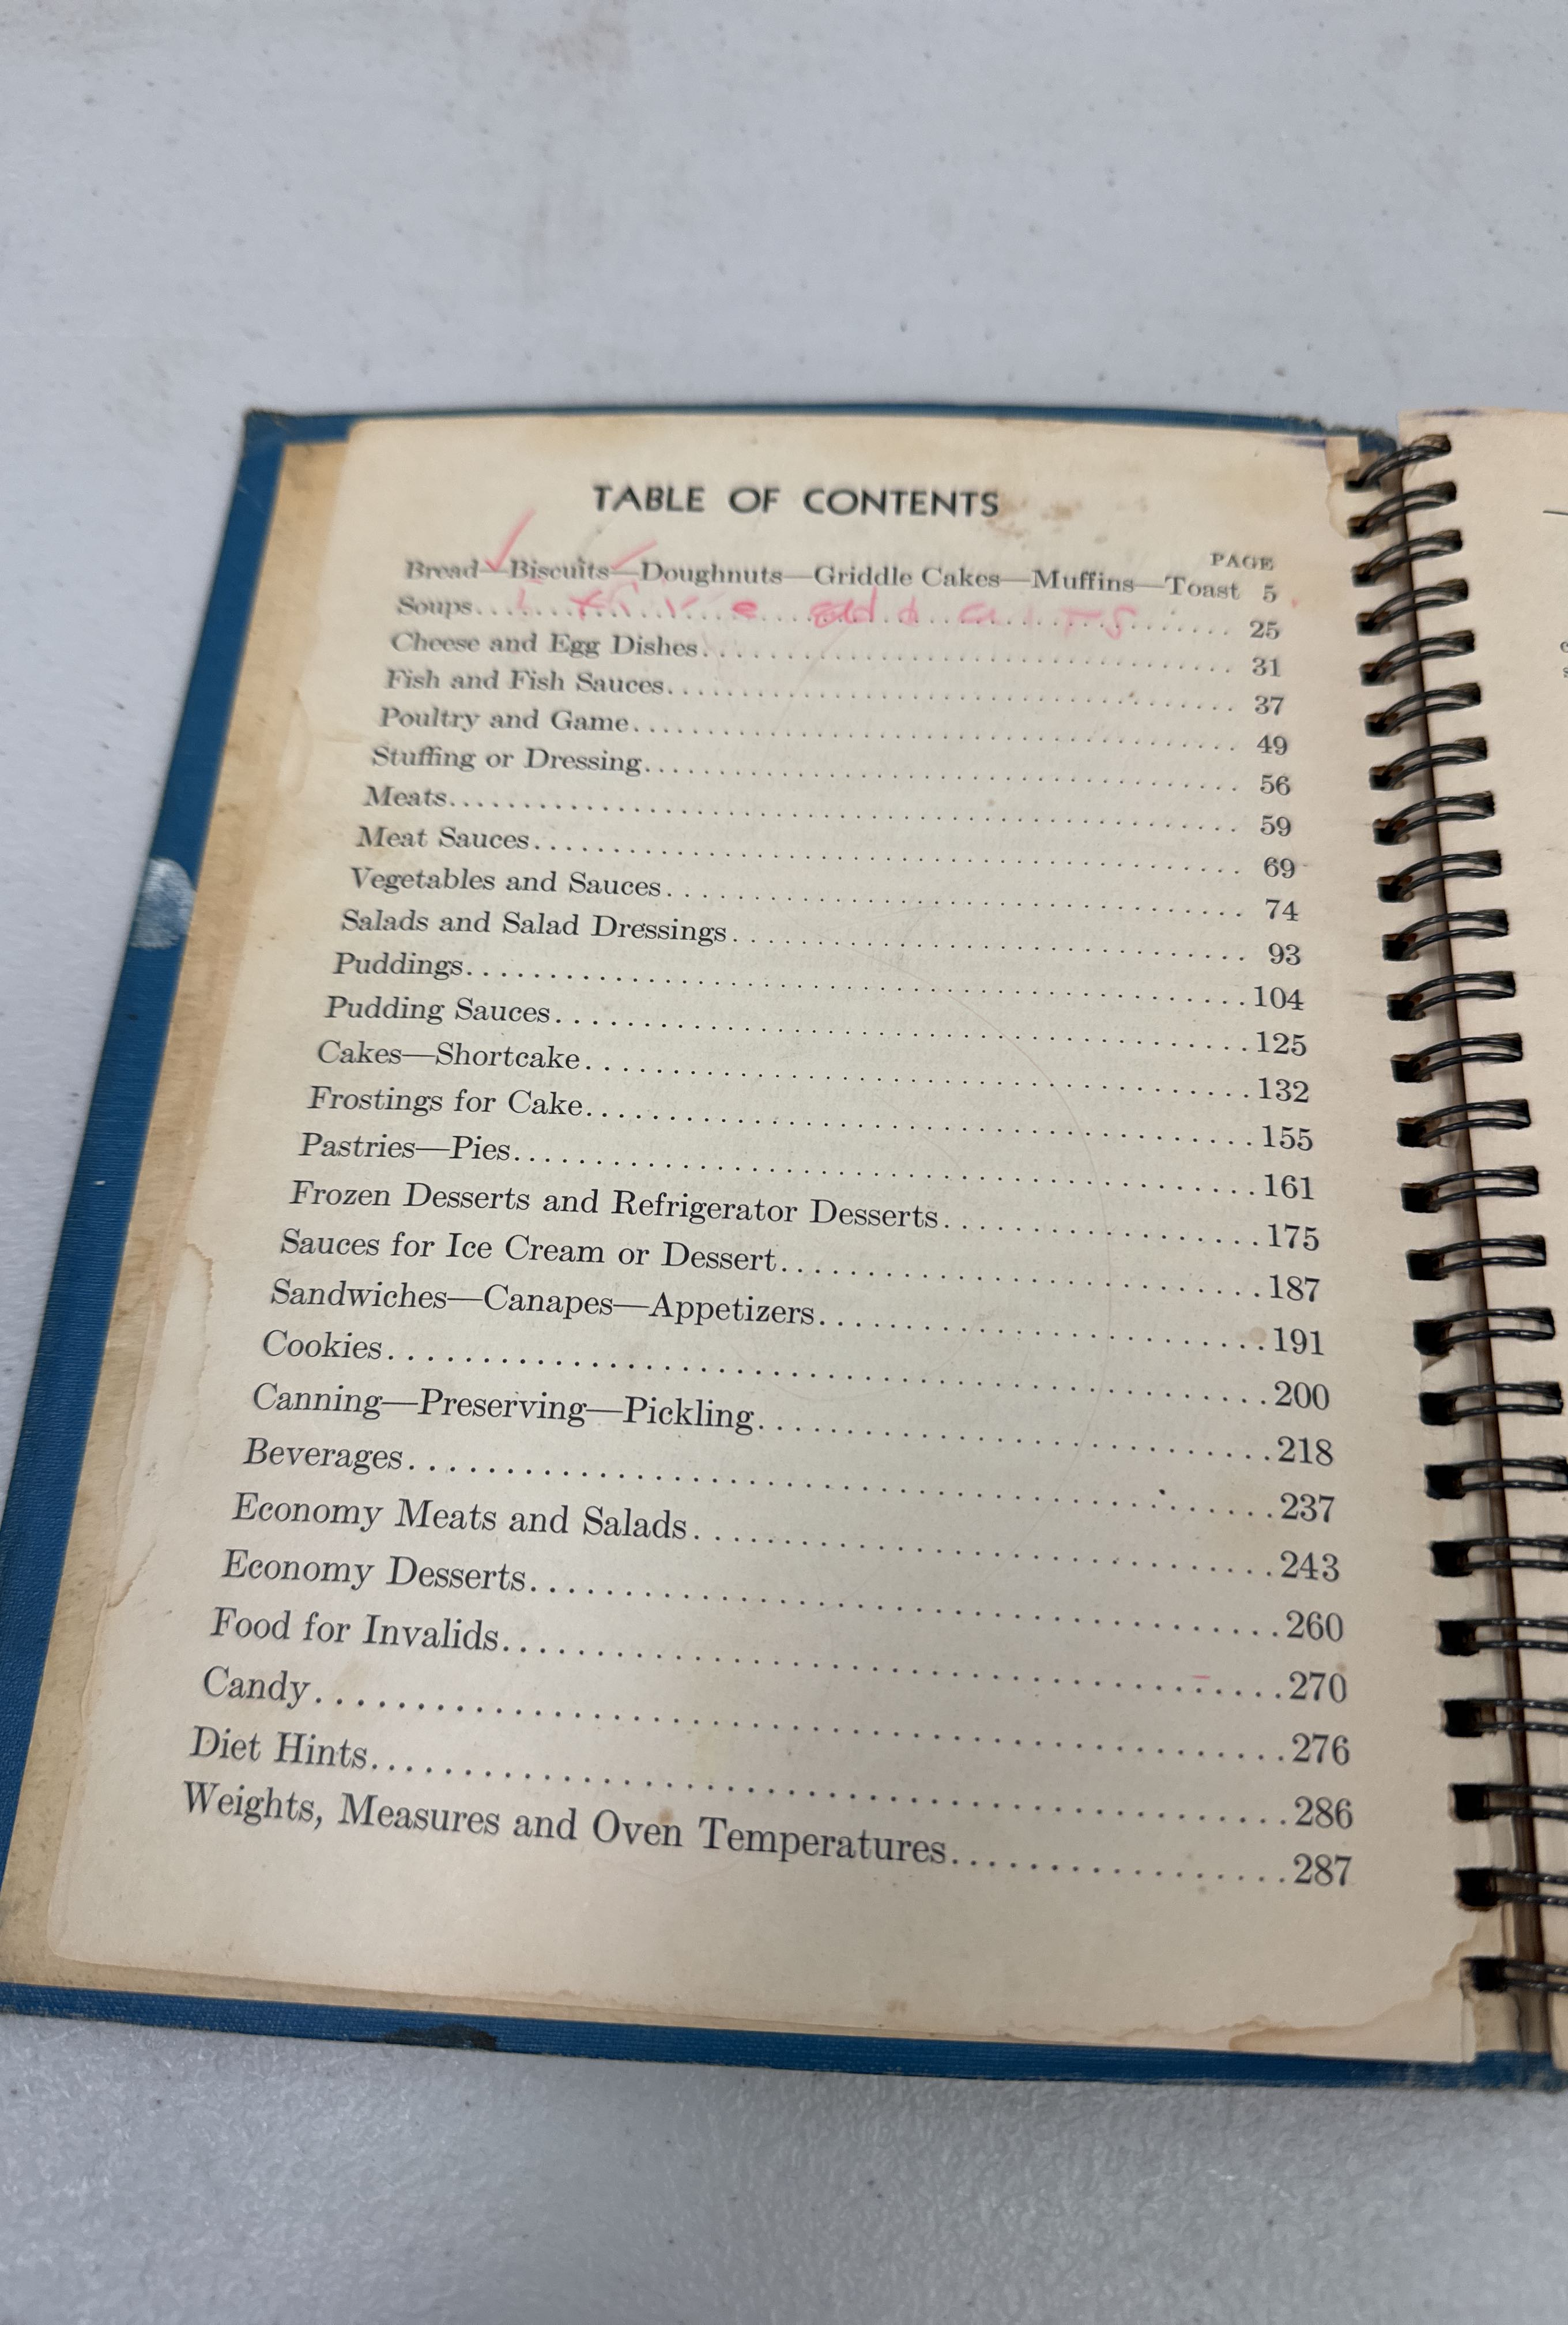 TABLE OF CONTENTS
PAGE
Bread—Biscuits—Doughnuts—Griddle Cakes—Muffins—Toast 5
Soups 25
Cheese and Egg Dishes 31
Fish and Fish Sauces 37
Poultry and Game 49
Stuffing or Dressing 56
Meats 59
Meat Sauces 69
Vegetables and Sauces 74
Salads and Salad Dressings 93
Puddings 104
Pudding Sauces 125
Cakes—Shortcake 132
Frostings for Cake 155
Pastries—Pies 161
Frozen Desserts and Refrigerator Desserts 175
Sauces for Ice Cream or Dessert 187
Sandwiches—Canapes—Appetizers 191
Cookies 200
Canning—Preserving—Pickling 218
Beverages 237
Economy Meats and Salads 243
Economy Desserts 260
Food for Invalids 270
Candy 276
Diet Hints 286
Weights, Measures and Oven Temperatures 287